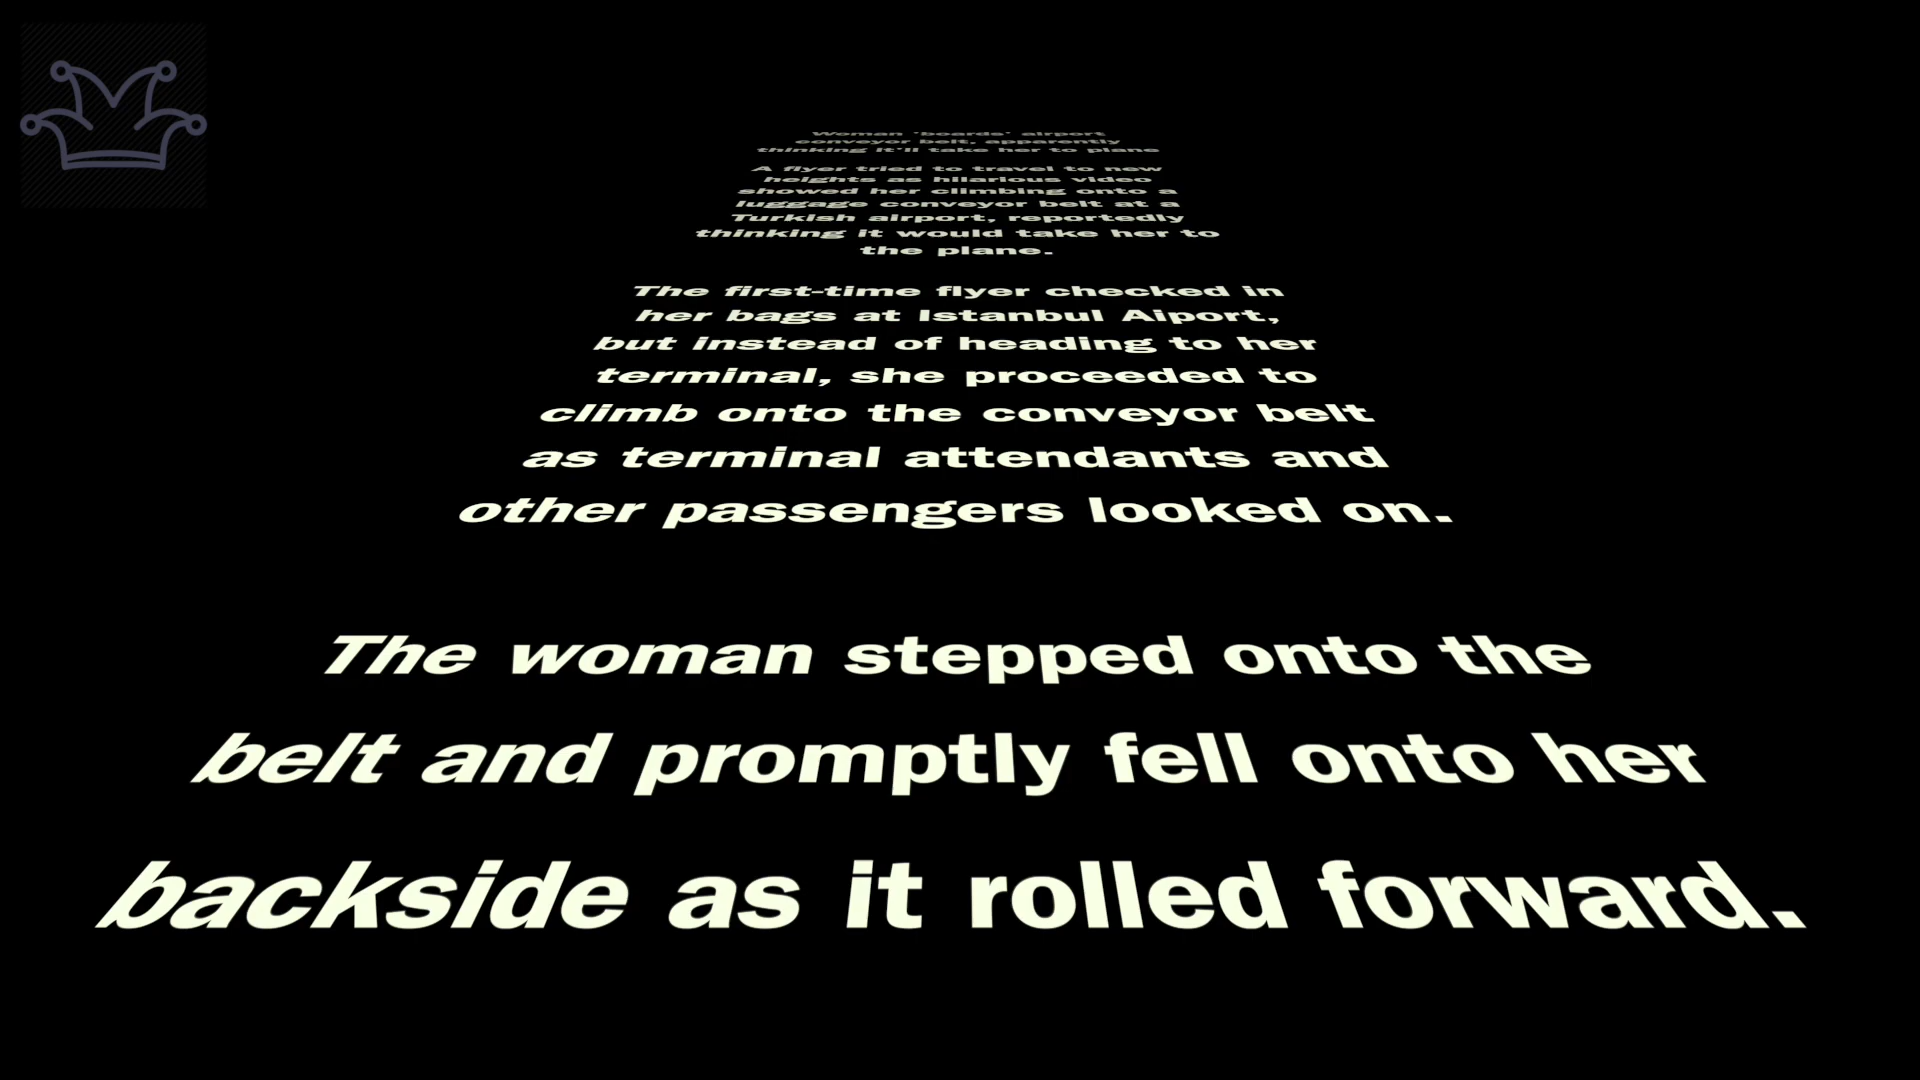 Woman 'boards' airport
conveyor belt, apparently
thinking it'll take her to plane
A flyer tried to travel to new
heights as hilarious video
showed her climbing onto a
luggage conveyor belt at a
Turkish airport, reportedly
thinking it would take her to
the plane.
The first-time flyer checked in
her bags at Istanbul Aiport,
but instead of heading to her
terminal, she proceeded to
climb onto the conveyor belt
as terminal attendants and
other passengers looked on.
The woman stepped onto the
belt and promptly fell onto her
backside as it rolled forward.